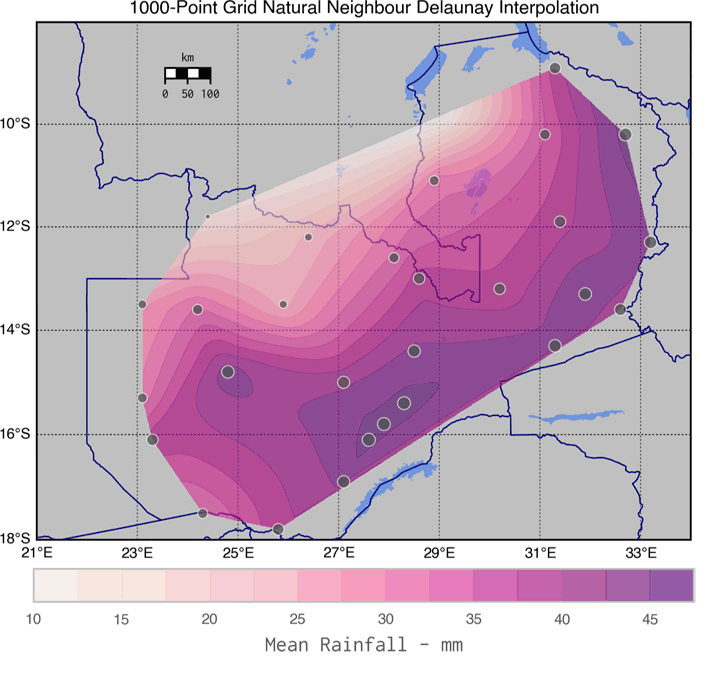 1000-Point Grid Natural Neighbour Delaunay Interpolation
km
0 50 100
10°S
12°S
14°S
16°S
18°S
21°E 23°E 25°E 27°E 29°E 31°E 33°E
10 15 20 25 30 35 40 45
Mean Rainfall - mm